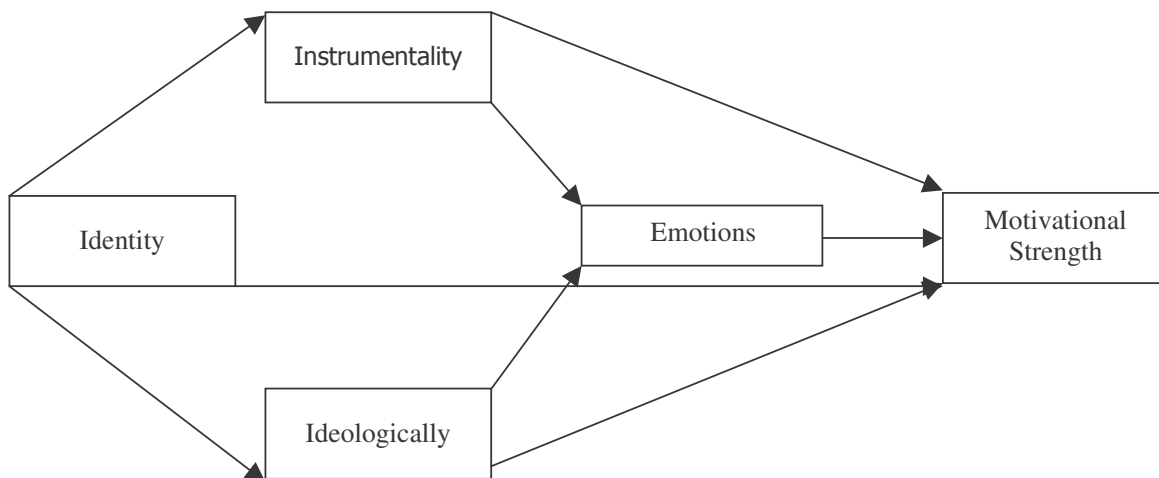 Instrumentality
Identity
Emotions
Motivational
Strength
Ideologically